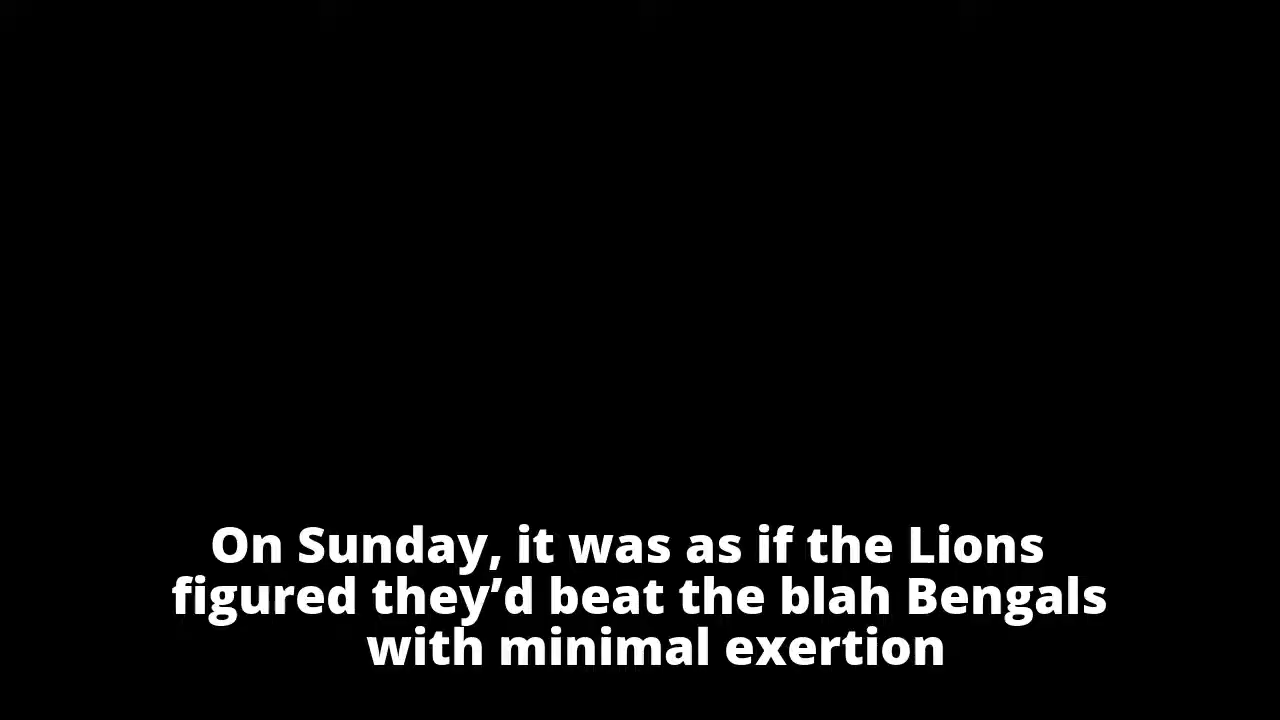 On Sunday, it was as if the Lions
figured they’d beat the blah Bengals
with minimal exertion